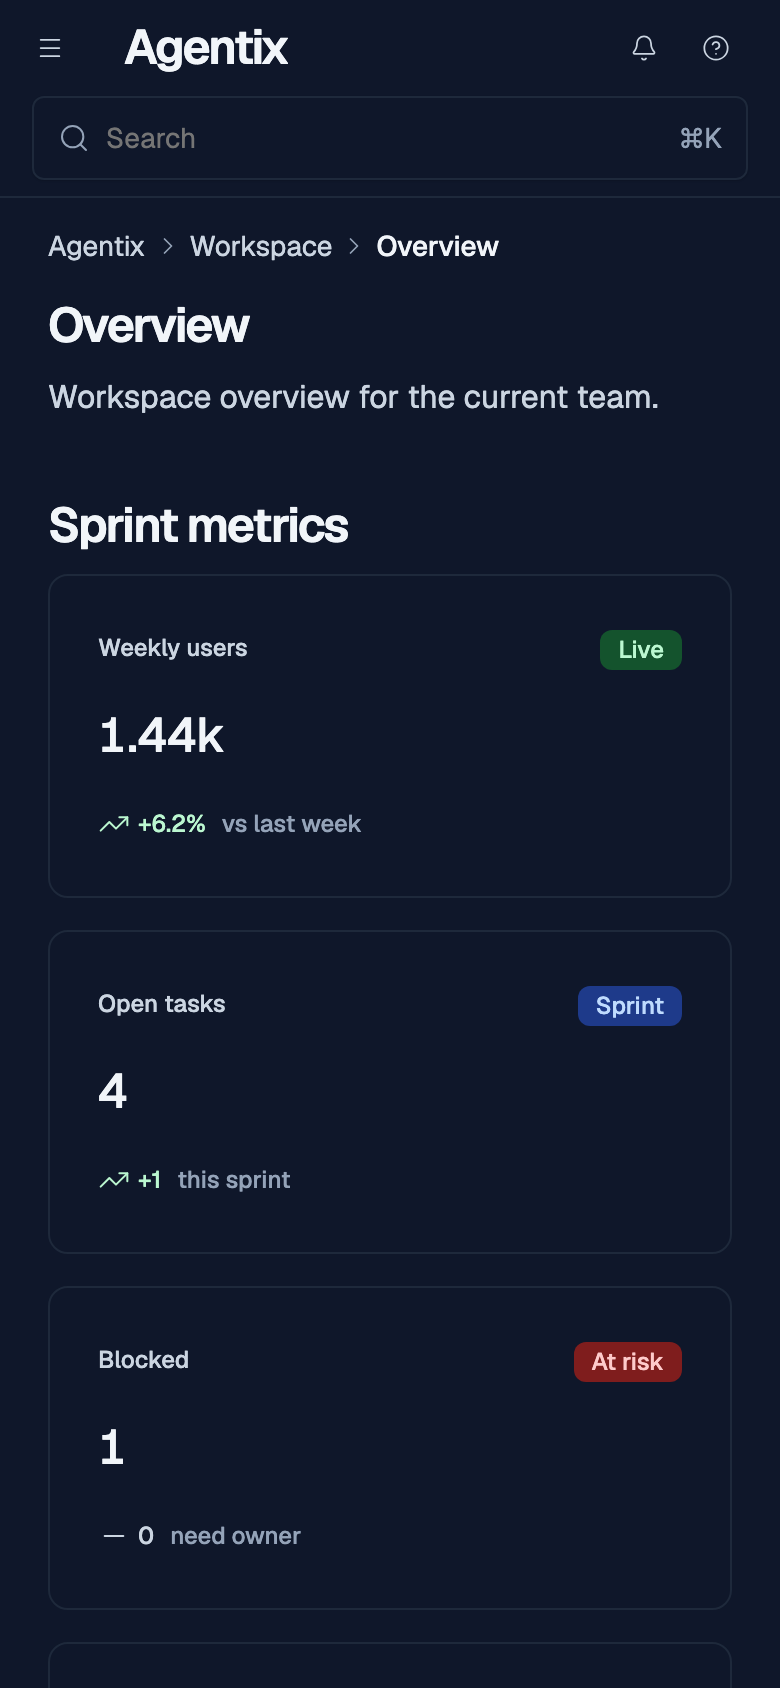 Agentix
Search ⌘K
Agentix > Workspace > Overview
Overview
Workspace overview for the current team.
Sprint metrics
Weekly users Live
1.44k
+6.2% vs last week
Open tasks Sprint
4
+1 this sprint
Blocked At risk
1
— 0 need owner